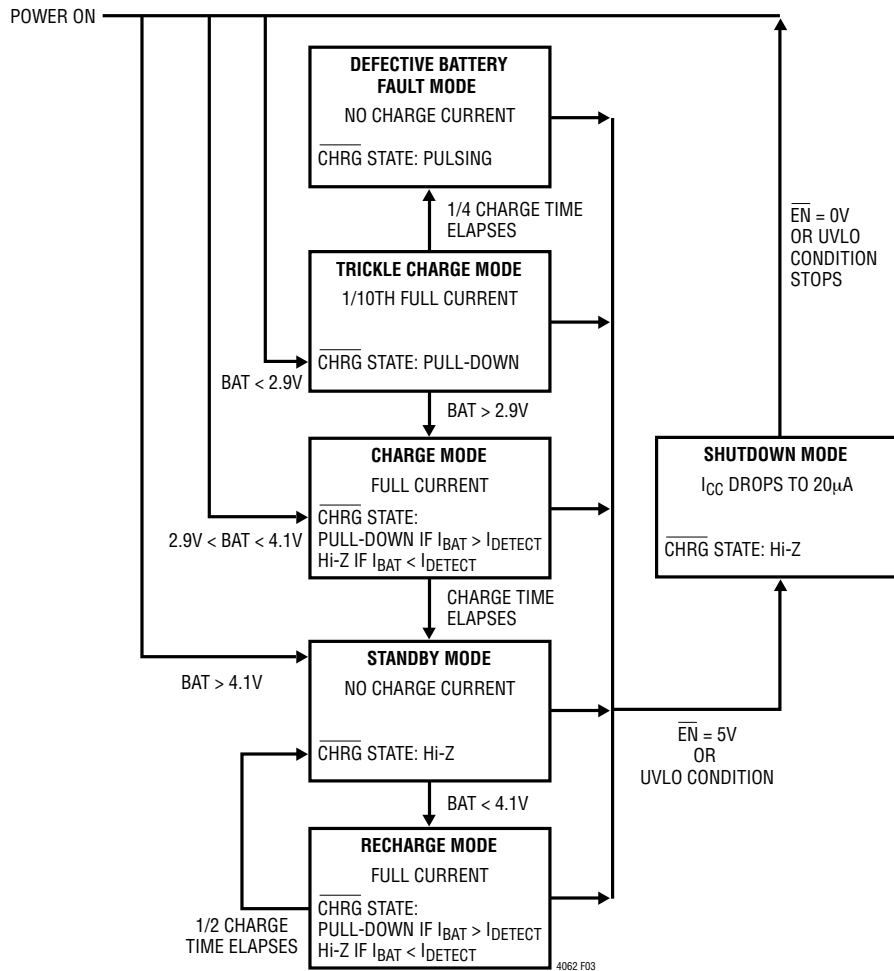 POWER ON
DEFECTIVE BATTERY
FAULT MODE
NO CHARGE CURRENT
CHRG STATE: PULSING
1/4 CHARGE TIME
ELAPSES
TRICKLE CHARGE MODE
1/10TH FULL CURRENT
CHRG STATE: PULL-DOWN
BAT < 2.9V
BAT > 2.9V
CHARGE MODE
FULL CURRENT
CHRG STATE:
PULL-DOWN IF IBAT > IDETECT
Hi-Z IF IBAT < IDETECT
2.9V < BAT < 4.1V
CHARGE TIME
ELAPSES
STANDBY MODE
NO CHARGE CURRENT
CHRG STATE: Hi-Z
BAT > 4.1V
BAT < 4.1V
RECHARGE MODE
FULL CURRENT
CHRG STATE:
PULL-DOWN IF IBAT > IDETECT
Hi-Z IF IBAT < IDETECT
1/2 CHARGE
TIME ELAPSES
EN = 0V
OR UVLO
CONDITION
STOPS
SHUTDOWN MODE
ICC DROPS TO 20μA
CHRG STATE: Hi-Z
EN = 5V
OR
UVLO CONDITION
4062 F03